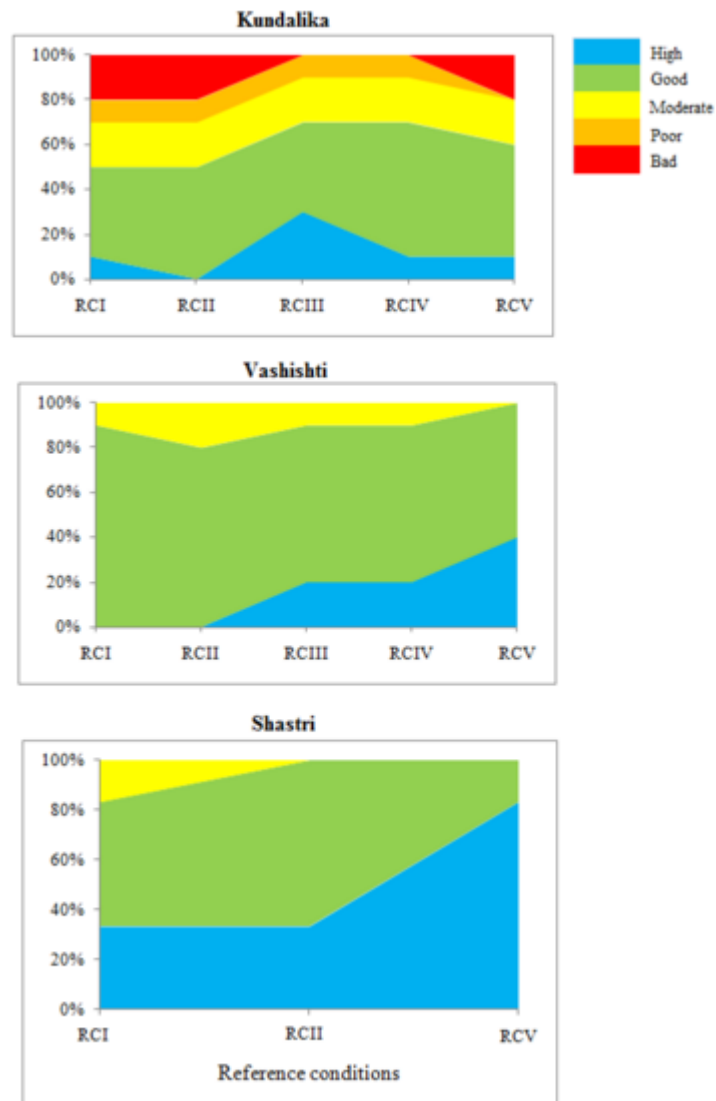 Kundalika
100%
80%
60%
40%
20%
0%
RCI RCII RCIII RCIV RCV
High
Good
Moderate
Poor
Bad
Vashishti
100%
80%
60%
40%
20%
0%
RCI RCII RCIII RCIV RCV
Shastri
100%
80%
60%
40%
20%
0%
RCI RCII RCV
Reference conditions